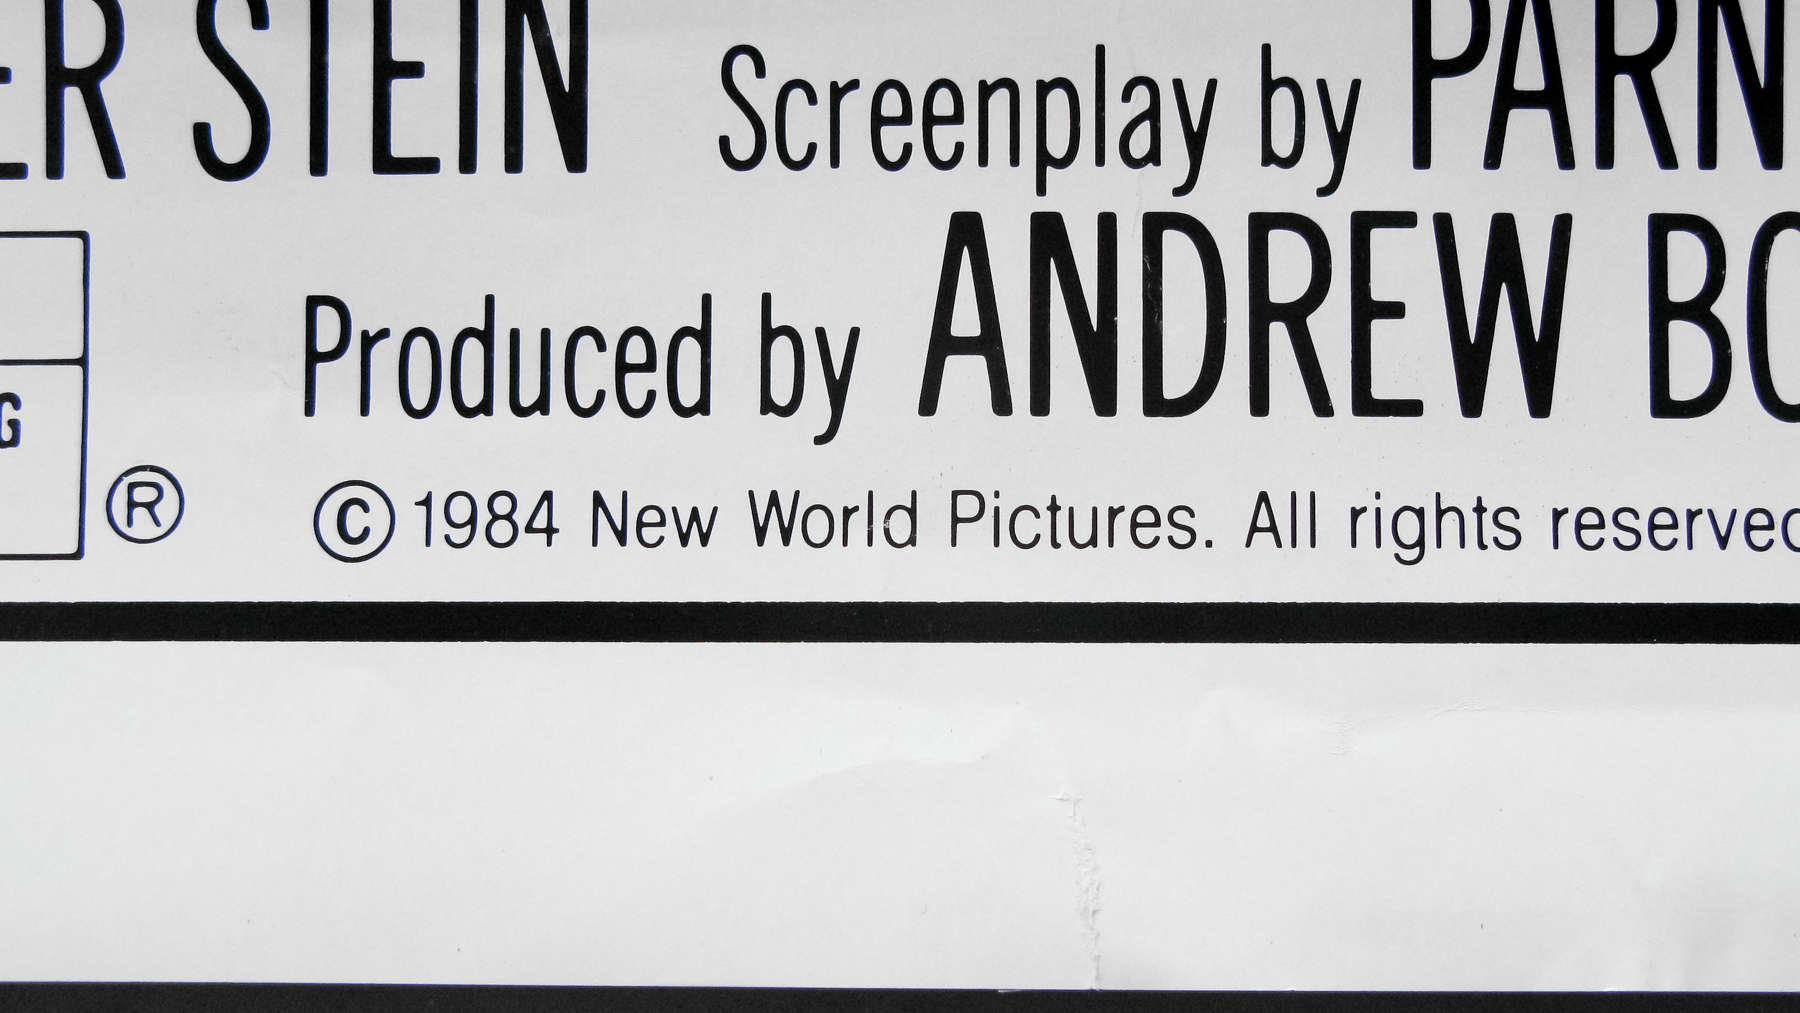 ER STEIN Screenplay by PARN
Produced by ANDREW BO
G
® ©1984 New World Pictures. All rights reserved